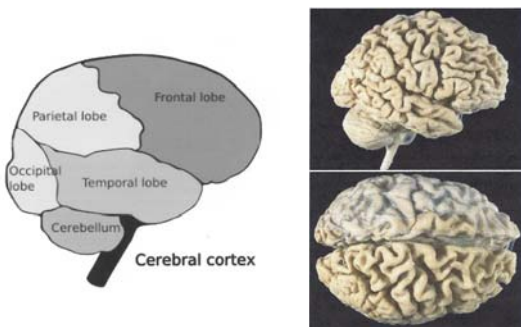 Frontal lobe
Parietal lobe
Occipital
lobe
Temporal lobe
Cerebellum
Cerebral cortex